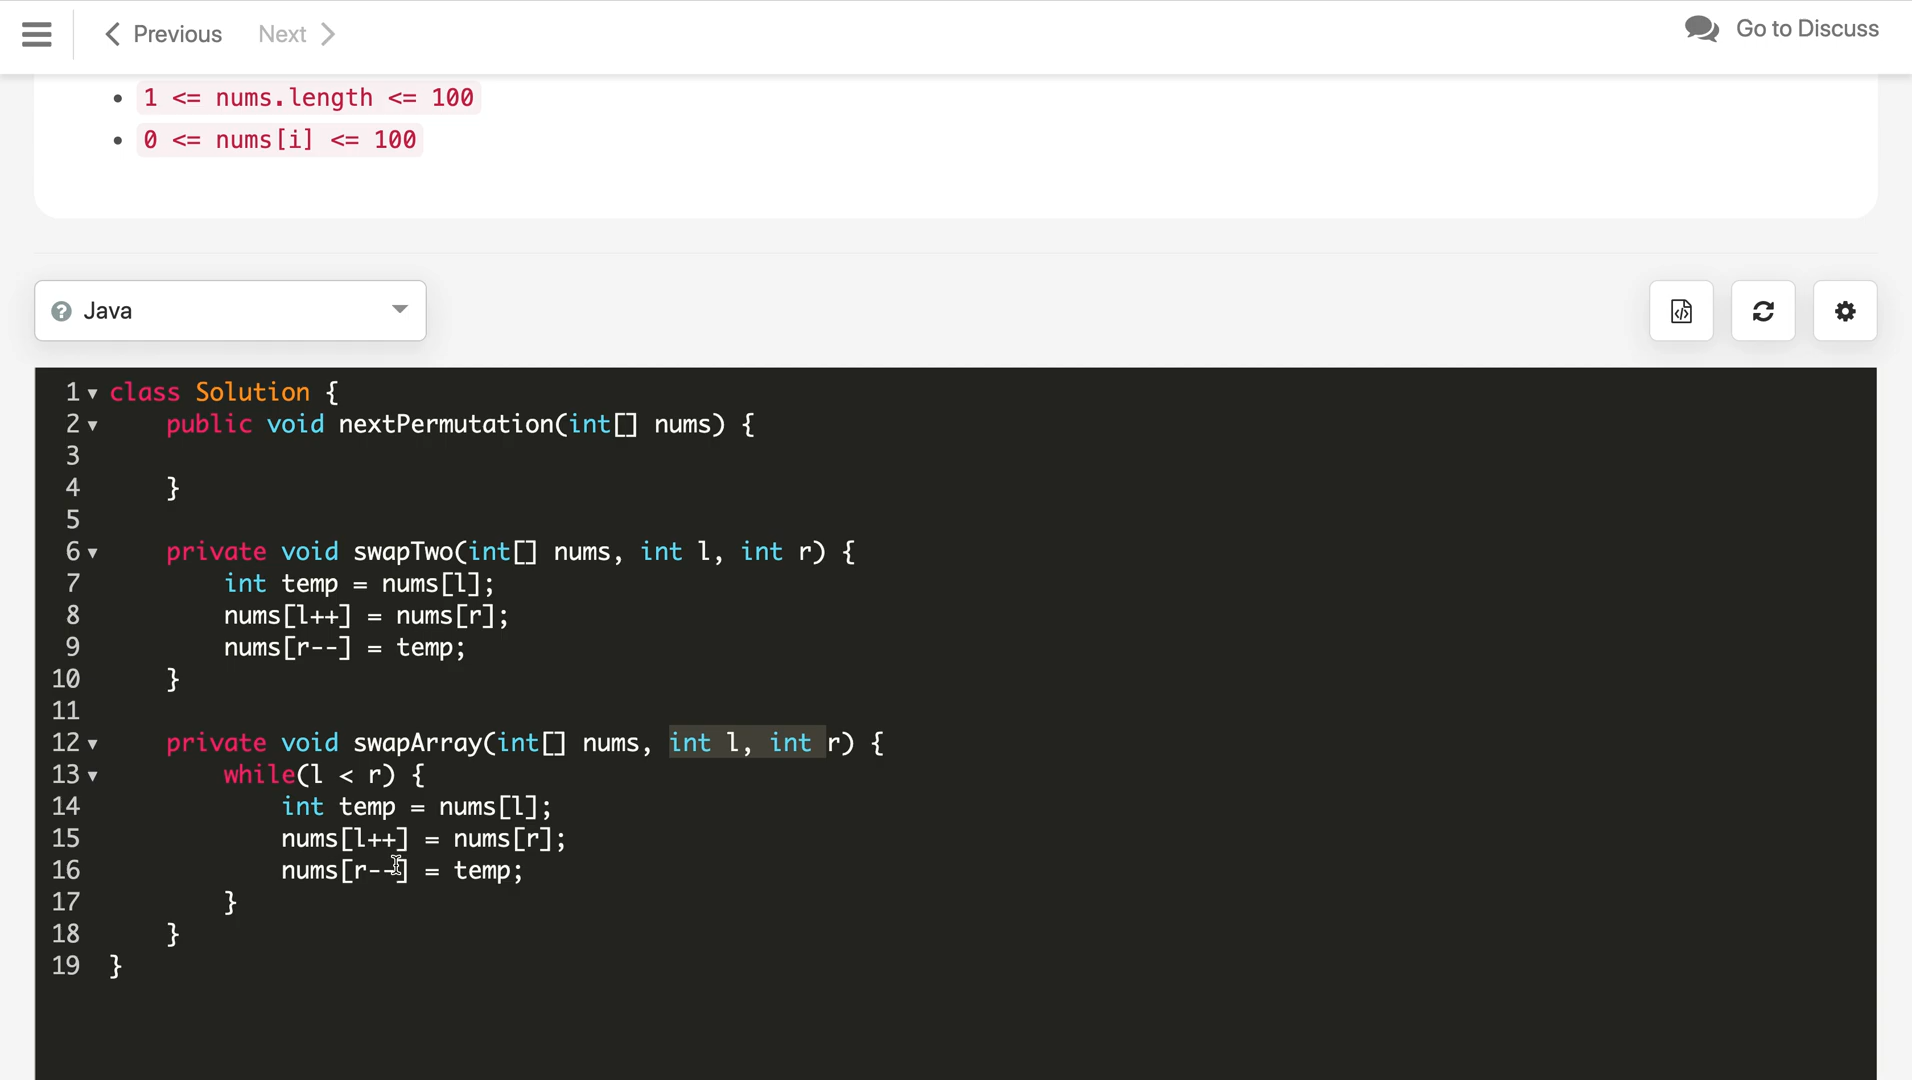 Previous Next Go to Discuss
1 <= nums.length <= 100
0 <= nums[i] <= 100
Java
1 class Solution {
2     public void nextPermutation(int[] nums) {
3
4     }
5
6     private void swapTwo(int[] nums, int l, int r) {
7         int temp = nums[l];
8         nums[l++] = nums[r];
9         nums[r--] = temp;
10     }
11
12     private void swapArray(int[] nums, int l, int r) {
13         while(l < r) {
14             int temp = nums[l];
15             nums[l++] = nums[r];
16             nums[r--] = temp;
17         }
18     }
19 }